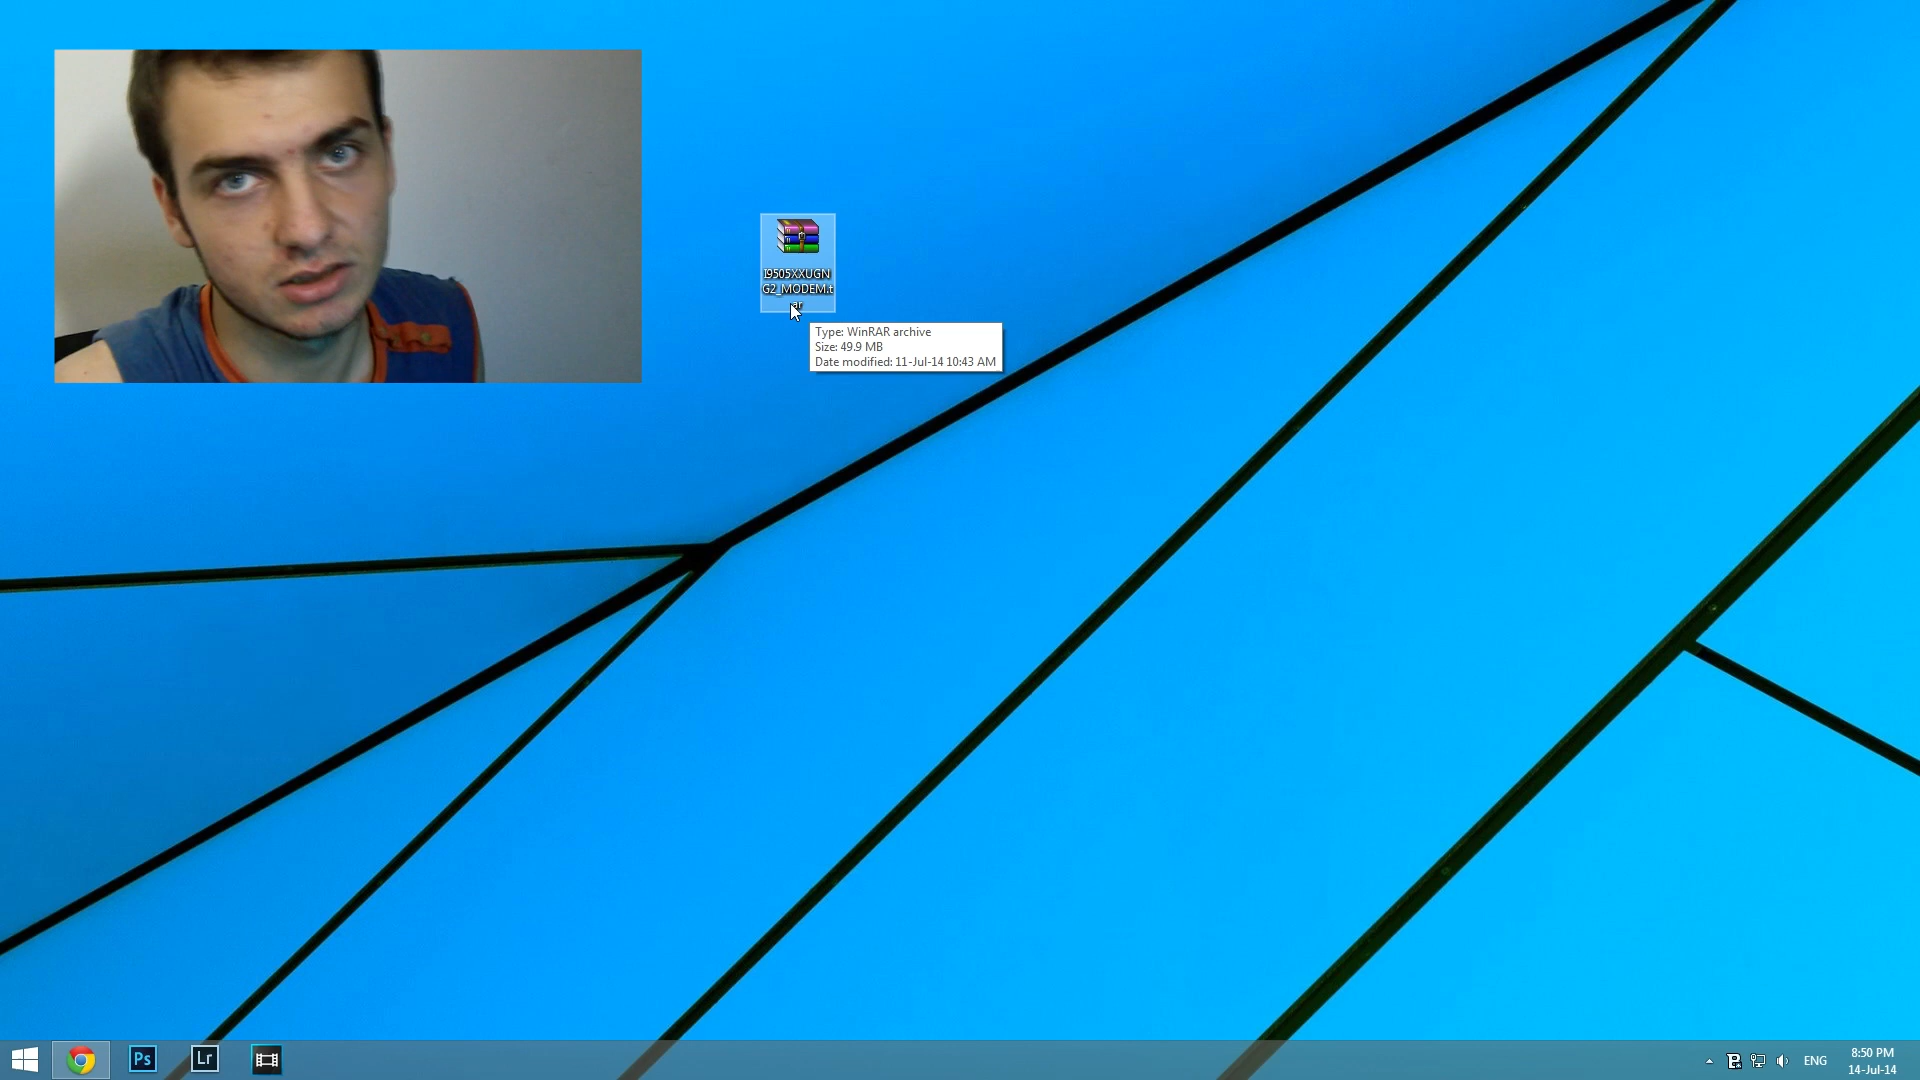 I9505XXUGN
G2_MODEM.t
ar
Type: WinRAR archive
Size: 49.9 MB
Date modified: 11-Jul-14 10:43 AM
Ps
Lr
ENG
8:50 PM
14-Jul-14